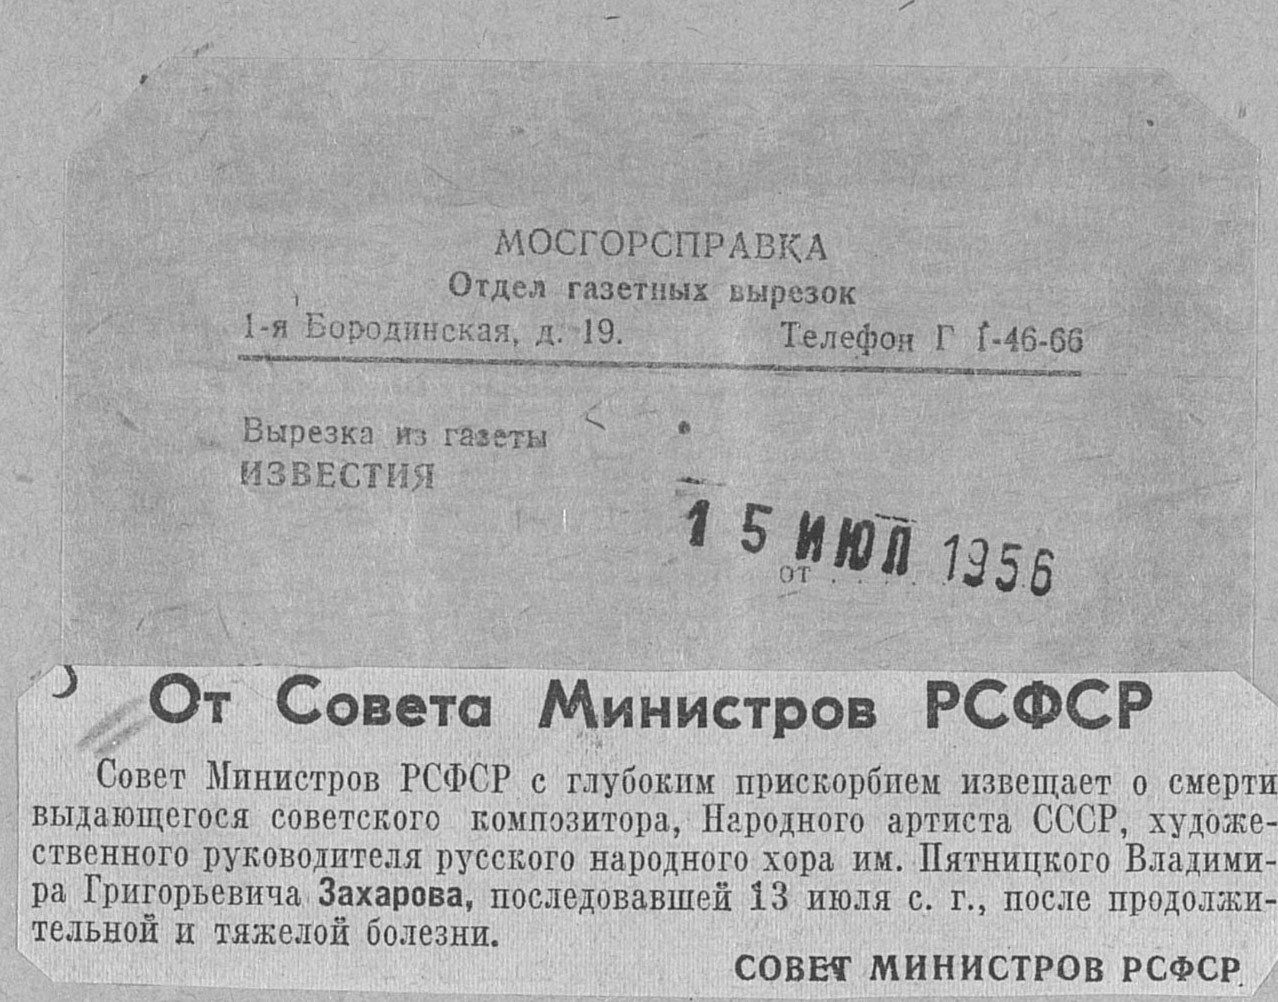 МОСГОРСПРАВКА
Отдел газетных вырезок
1-я Бородинская, д. 19. Телефон Г 1-46-66
Вырезка из газеты
ИЗВЕСТИЯ
15 ИЮЛ 1956
от . . . .
От Совета Министров РСФСР
Совет Министров РСФСР с глубоким прискорбием извещает о смерти
выдающегося советского композитора, Народного артиста СССР, художе-
ственного руководителя русского народного хора им. Пятницкого Владими-
ра Григорьевича Захарова, последовавшей 13 июля с. г., после продолжи-
тельной и тяжелой болезни.
СОВЕТ МИНИСТРОВ РСФСР.